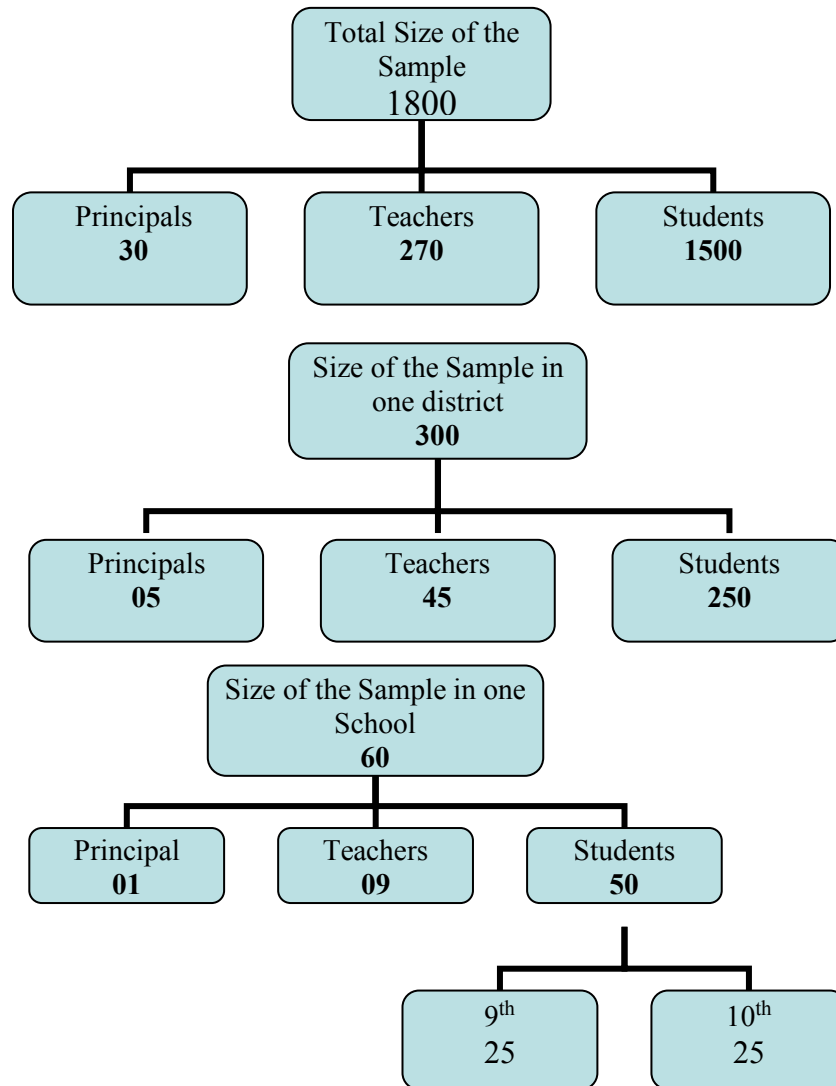 Total Size of the
Sample
1800
Principals
30
Teachers
270
Students
1500
Size of the Sample in
one district
300
Principals
05
Teachers
45
Students
250
Size of the Sample in one
School
60
Principal
01
Teachers
09
Students
50
9th
25
10th
25